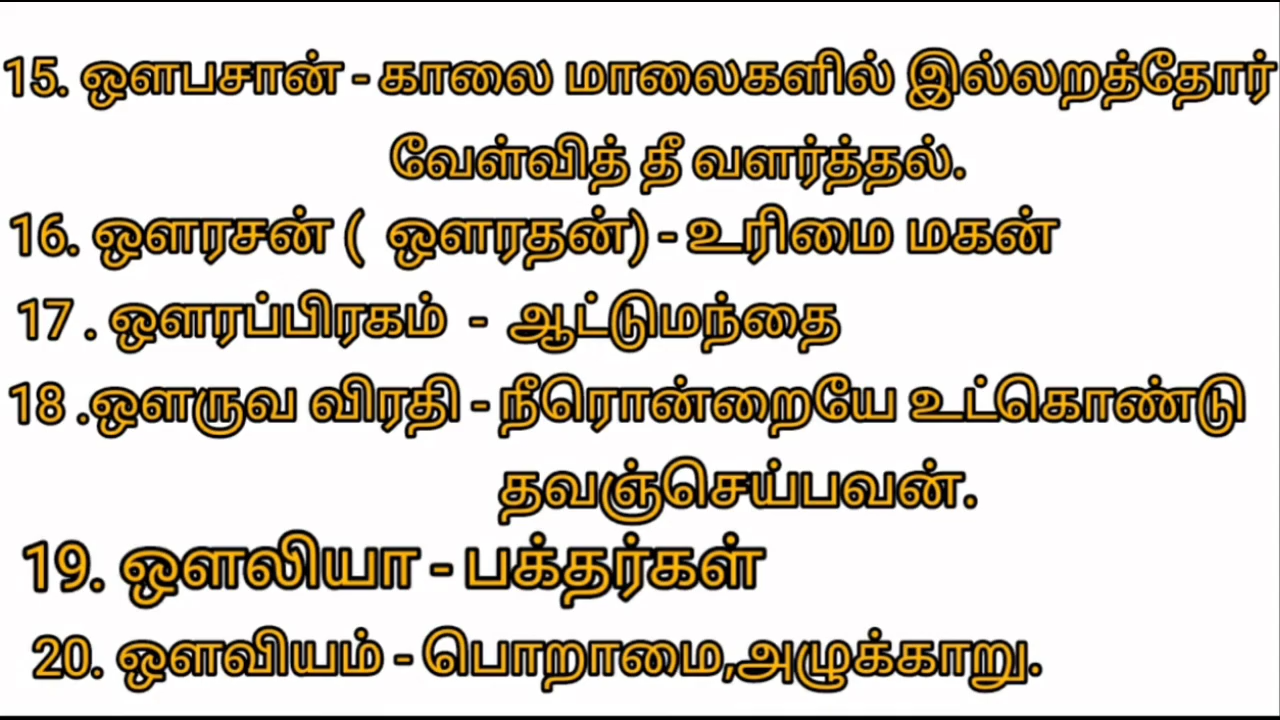 15. ஔபசான் - காலை மாலைகளில் இல்லறத்தோர்
வேள்வித் தீ வளர்த்தல்.
16. ஔரசன் ( ஔரதன்) - உரிமை மகன்
17 . ஔரப்பிரகம் - ஆட்டுமந்தை
18 .ஔருவ விரதி - நீரொன்றையே உட்கொண்டு
தவஞ்செய்பவன்.
19. ஔலியா - பக்தர்கள்
20. ஔவியம் - பொறாமை,அழுக்காறு.